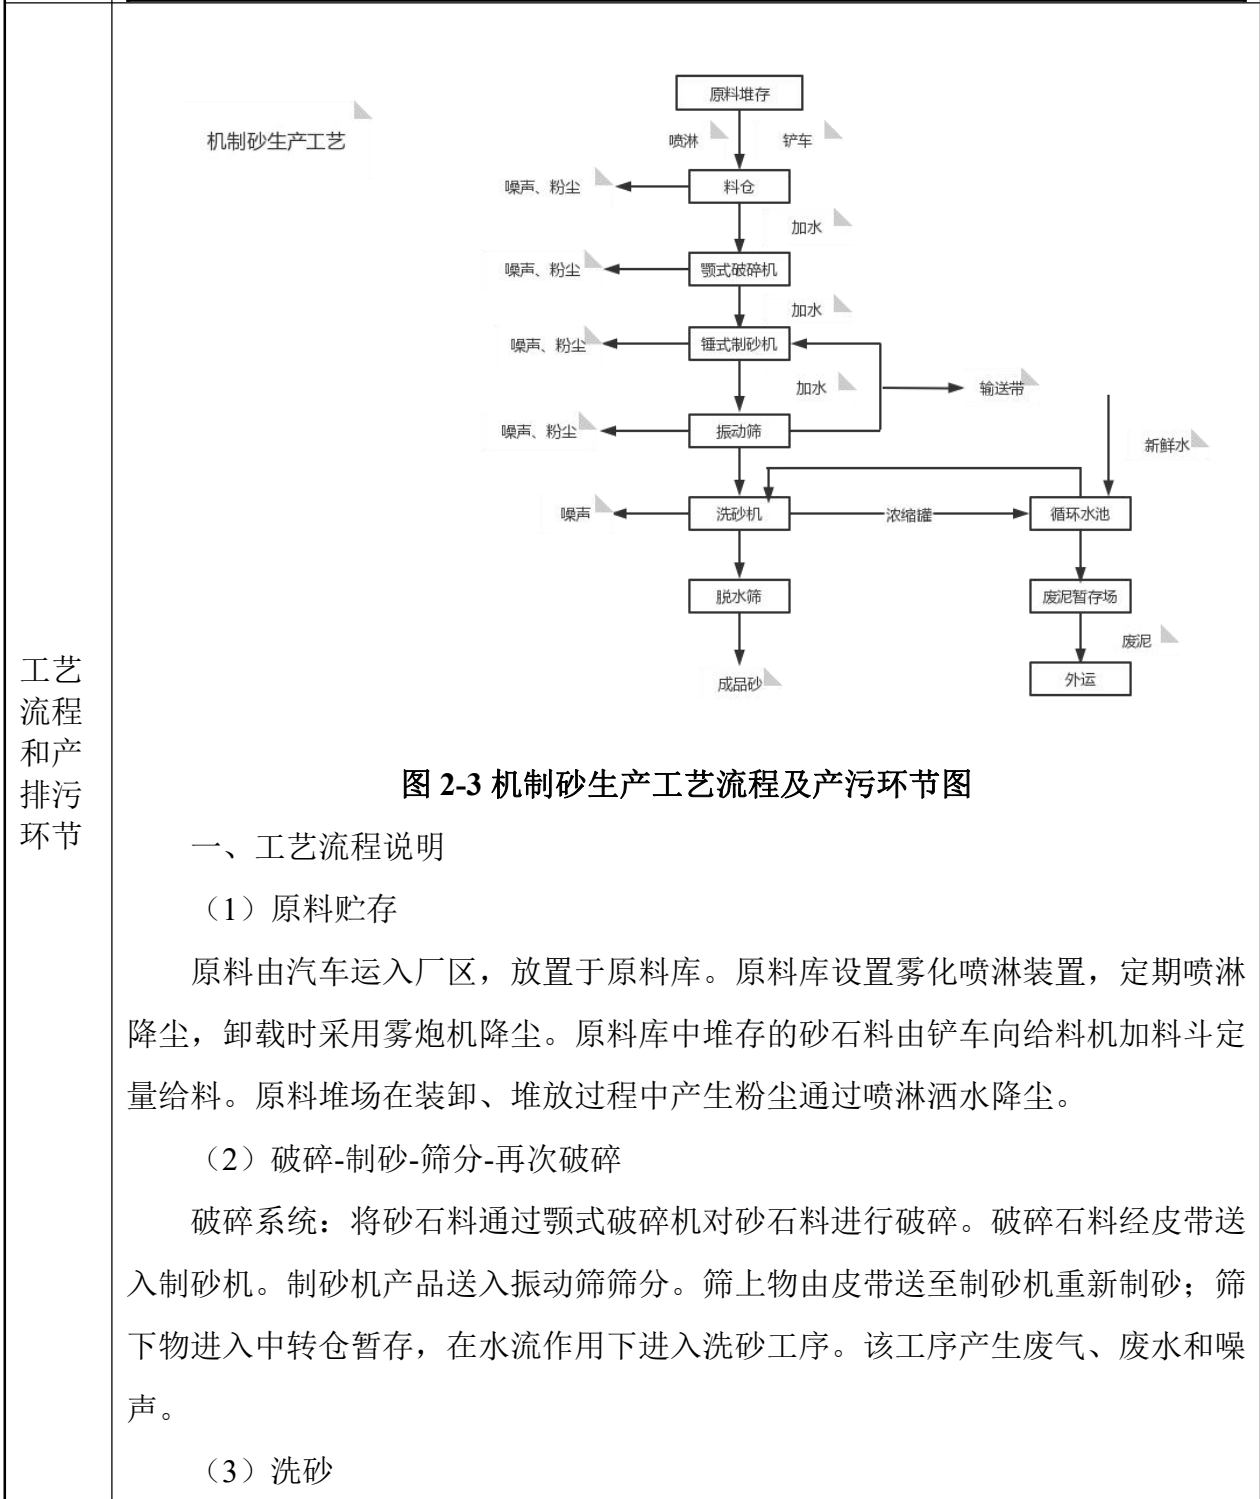 原料堆存
机制砂生产工艺
喷淋
铲车
噪声、粉尘
料仓
加水
噪声、粉尘
颚式破碎机
加水
噪声、粉尘
锤式制砂机
加水
输送带
噪声、粉尘
振动筛
新鲜水
噪声
洗砂机
浓缩罐
循环水池
脱水筛
废泥暂存场
废泥
成品砂
外运
图 2-3 机制砂生产工艺流程及产污环节图
工艺
流程
和产
排污
环节
一、工艺流程说明
（1）原料贮存
原料由汽车运入厂区，放置于原料库。原料库设置雾化喷淋装置，定期喷淋
降尘，卸载时采用雾炮机降尘。原料库中堆存的砂石料由铲车向给料机加料斗定
量给料。原料堆场在装卸、堆放过程中产生粉尘通过喷淋洒水降尘。
（2）破碎-制砂-筛分-再次破碎
破碎系统：将砂石料通过颚式破碎机对砂石料进行破碎。破碎石料经皮带送
入制砂机。制砂机产品送入振动筛筛分。筛上物由皮带送至制砂机重新制砂；筛
下物进入中转仓暂存，在水流作用下进入洗砂工序。该工序产生废气、废水和噪
声。
（3）洗砂